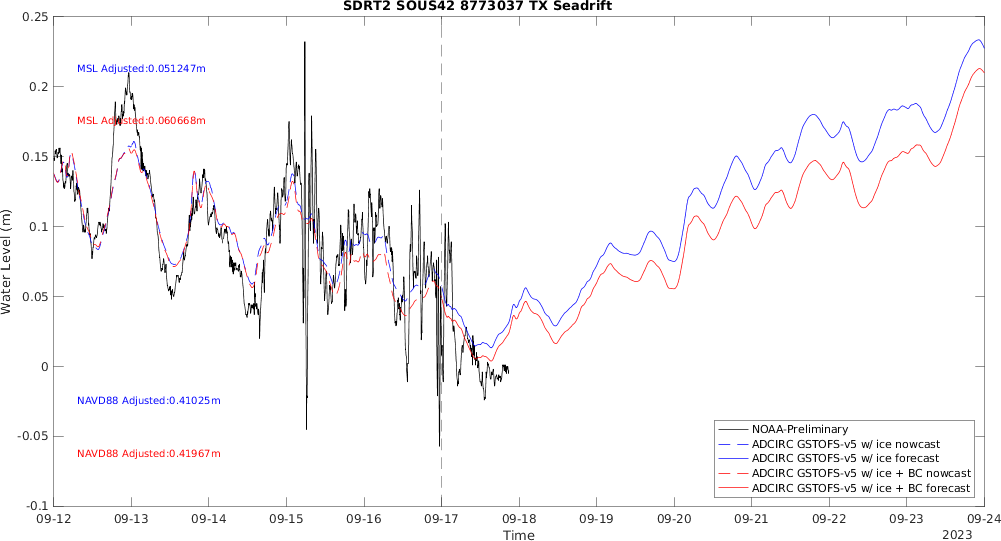 SDRT2 SOUS42 8773037 TX Seadrift
0.25
0.2
0.15
0.1
0.05
0
-0.05
-0.1
Water Level (m)
MSL Adjusted:0.051247m
MSL Adjusted:0.060668m
NAVD88 Adjusted:0.41025m
NAVD88 Adjusted:0.41967m
NOAA-Preliminary
ADCIRC GSTOFS-v5 w/ ice nowcast
ADCIRC GSTOFS-v5 w/ ice forecast
ADCIRC GSTOFS-v5 w/ ice + BC nowcast
ADCIRC GSTOFS-v5 w/ ice + BC forecast
09-12 09-13 09-14 09-15 09-16 09-17 09-18 09-19 09-20 09-21 09-22 09-23 09-24
Time
2023